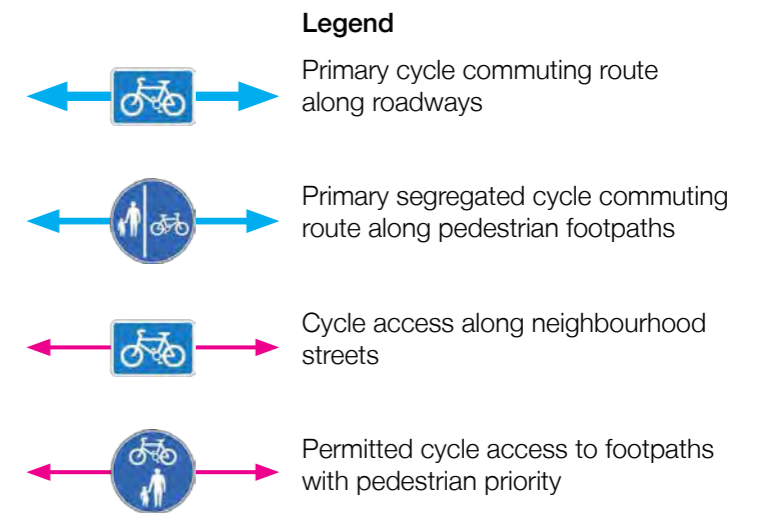 Legend
Primary cycle commuting route
along roadways
Primary segregated cycle commuting
route along pedestrian footpaths
Cycle access along neighbourhood
streets
Permitted cycle access to footpaths
with pedestrian priority